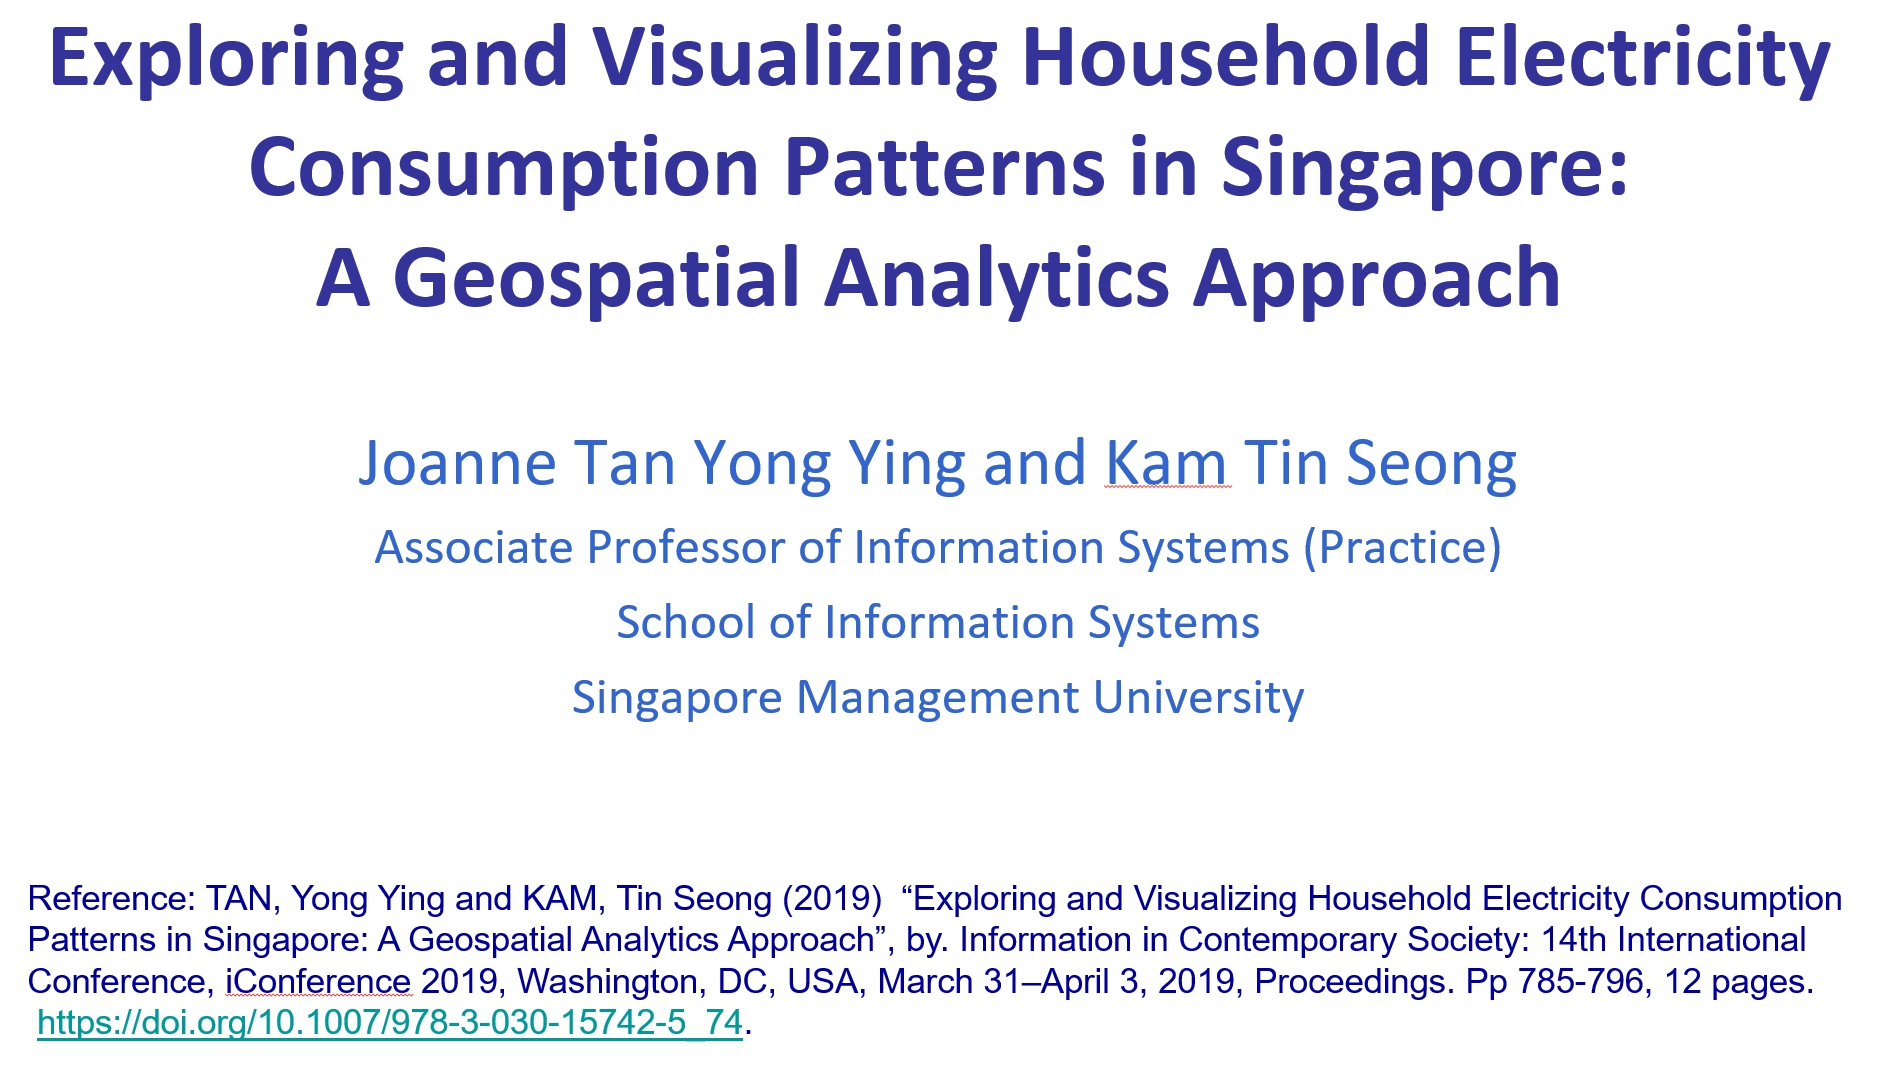 Exploring and Visualizing Household Electricity
Consumption Patterns in Singapore:
A Geospatial Analytics Approach
Joanne Tan Yong Ying and Kam Tin Seong
Associate Professor of Information Systems (Practice)
School of Information Systems
Singapore Management University
Reference: TAN, Yong Ying and KAM, Tin Seong (2019)  “Exploring and Visualizing Household Electricity Consumption
Patterns in Singapore: A Geospatial Analytics Approach”, by. Information in Contemporary Society: 14th International
Conference, iConference 2019, Washington, DC, USA, March 31–April 3, 2019, Proceedings. Pp 785-796, 12 pages.
https://doi.org/10.1007/978-3-030-15742-5_74.